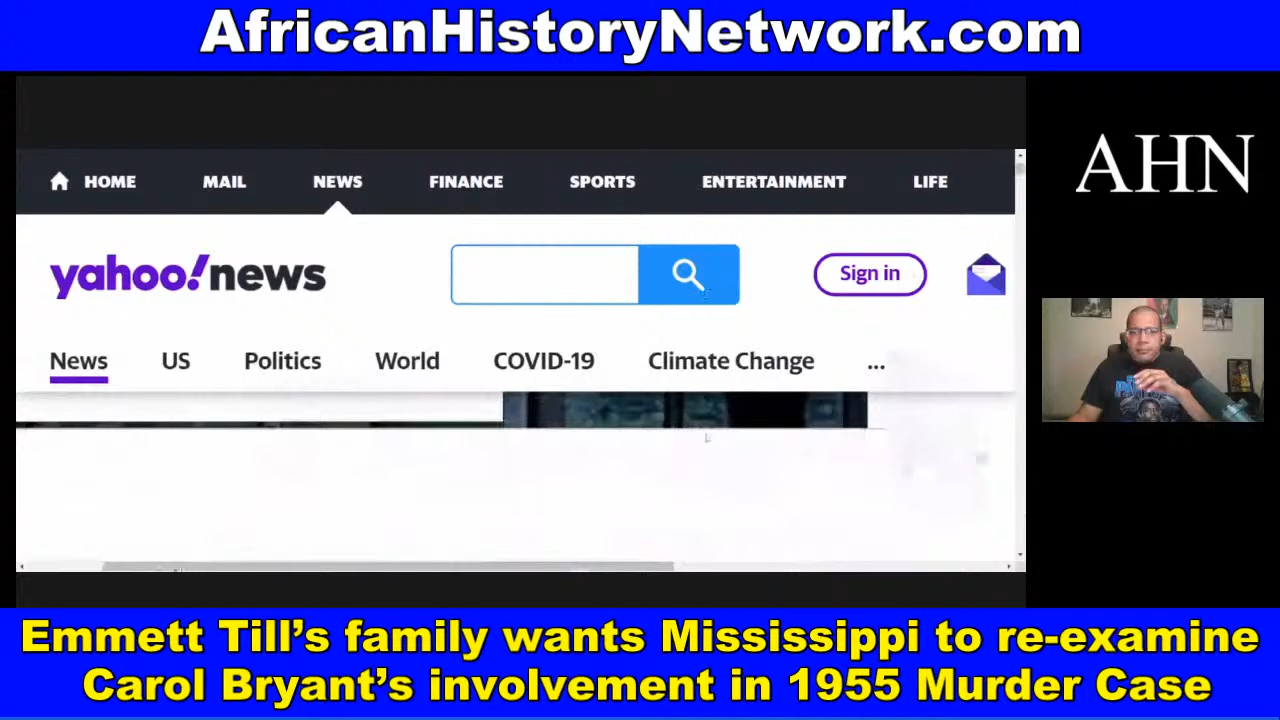 AfricanHistoryNetwork.com
AHN
HOME MAIL NEWS FINANCE SPORTS ENTERTAINMENT LIFE
yahoo!news
Sign in
News US Politics World COVID-19 Climate Change ...
Emmett Till’s family wants Mississippi to re-examine
Carol Bryant’s involvement in 1955 Murder Case